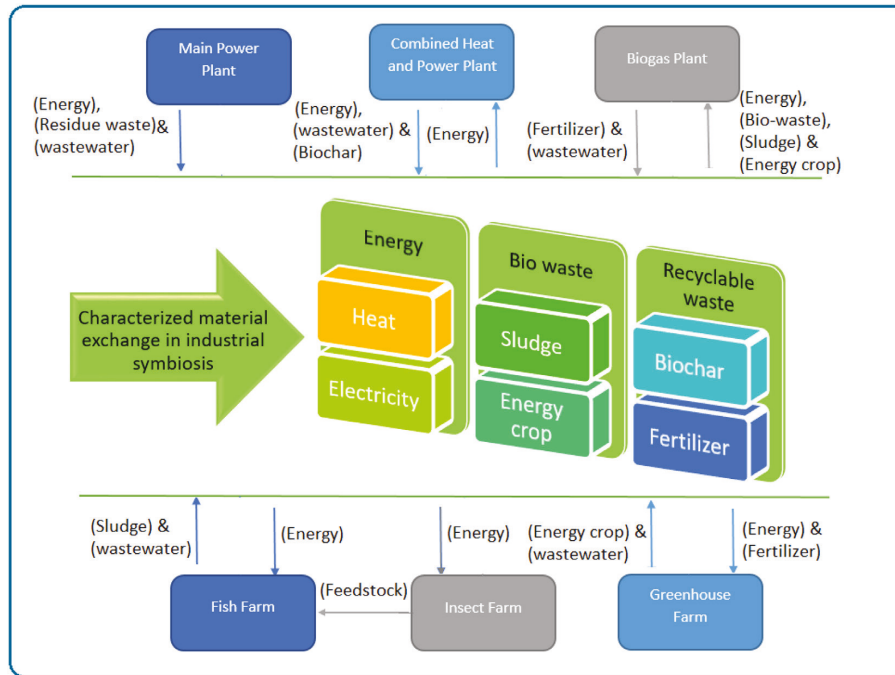 Main Power
Plant
Combined Heat
and Power Plant
Biogas Plant
(Energy),
(Residue waste)&
(wastewater)
(Energy),
(wastewater) &
(Biochar)
(Energy)
(Fertilizer) &
(wastewater)
(Energy),
(Bio-waste),
(Sludge) &
(Energy crop)
Characterized material
exchange in industrial
symbiosis
Energy
Heat
Electricity
Bio waste
Sludge
Energy
crop
Recyclable
waste
Biochar
Fertilizer
(Sludge) &
(wastewater)
(Energy)
(Energy)
(Energy crop) &
(wastewater)
(Energy) &
(Fertilizer)
Fish Farm
(Feedstock)
Insect Farm
Greenhouse
Farm